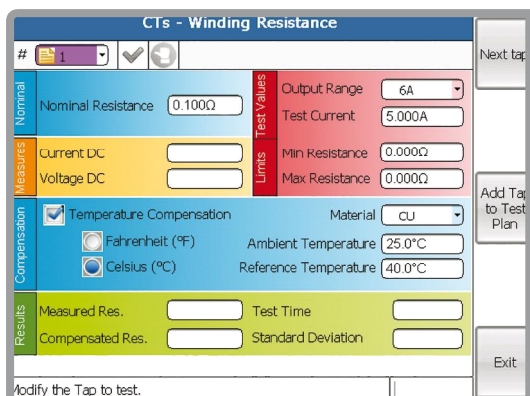 CTs - Winding Resistance
# 1
Next tap
Nominal
Nominal Resistance 0.100Ω
Test Values
Output Range 6A
Test Current 5.000A
Measures
Current DC
Voltage DC
Limits
Min Resistance 0.000Ω
Max Resistance 0.000Ω
Add Tap
to Test
Plan
Compensation
Temperature Compensation
Material CU
Fahrenheit (ºF)
Ambient Temperature 25.0°C
Celsius (ºC)
Reference Temperature 40.0°C
Results
Measured Res.
Test Time
Compensated Res.
Standard Deviation
Exit
Modify the Tap to test.